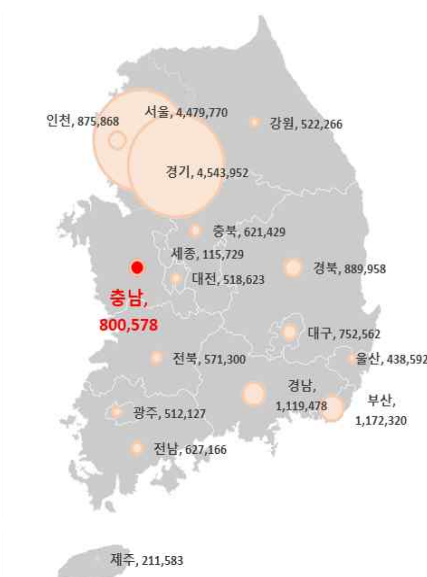 서울, 4,479,770
인천, 875,868
강원, 522,266
경기, 4,543,952
충북, 621,429
세종, 115,729
경북, 889,958
대전, 518,623
충남,
800,578
대구, 752,562
전북, 571,300
울산, 438,592
경남,
1,119,478
부산,
1,172,320
광주, 512,127
전남, 627,166
제주, 211,583